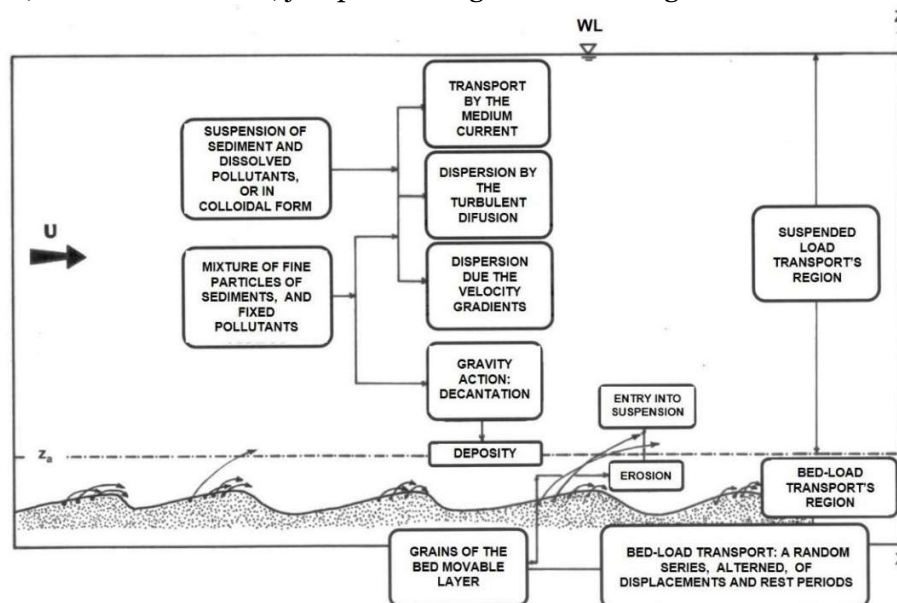 WL
TRANSPORT
BY THE
MEDIUM
CURRENT
SUSPENSION OF
SEDIMENT AND
DISSOLVED
POLLUTANTS,
OR IN
COLLOIDAL FORM
DISPERSION BY
THE
TURBULENT
DIFUSION
U
SUSPENDED
LOAD
TRANSPORT'S
REGION
MIXTURE OF FINE
PARTICLES OF
SEDIMENTS, AND
FIXED
POLLUTANTS
DISPERSION
DUE THE
VELOCITY
GRADIENTS
GRAVITY
ACTION:
DECANTATION
ENTRY INTO
SUSPENSION
Za
DEPOSITY
EROSION
BED-LOAD
TRANSPORT'S
REGION
GRAINS OF THE
BED MOVABLE
LAYER
BED-LOAD TRANSPORT: A RANDOM
SERIES, ALTERNED, OF
DISPLACEMENTS AND REST PERIODS